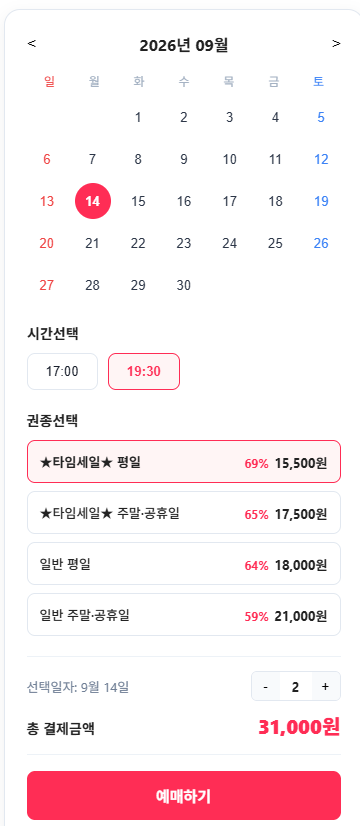 < 2026년 09월 >
일 월 화 수 목 금 토
1 2 3 4 5
6 7 8 9 10 11 12
13 14 15 16 17 18 19
20 21 22 23 24 25 26
27 28 29 30
시간선택
17:00 19:30
권종선택
★타임세일★ 평일 69% 15,500원
★타임세일★ 주말·공휴일 65% 17,500원
일반 평일 64% 18,000원
일반 주말·공휴일 59% 21,000원
선택일자: 9월 14일 - 2 +
총 결제금액 31,000원
예매하기